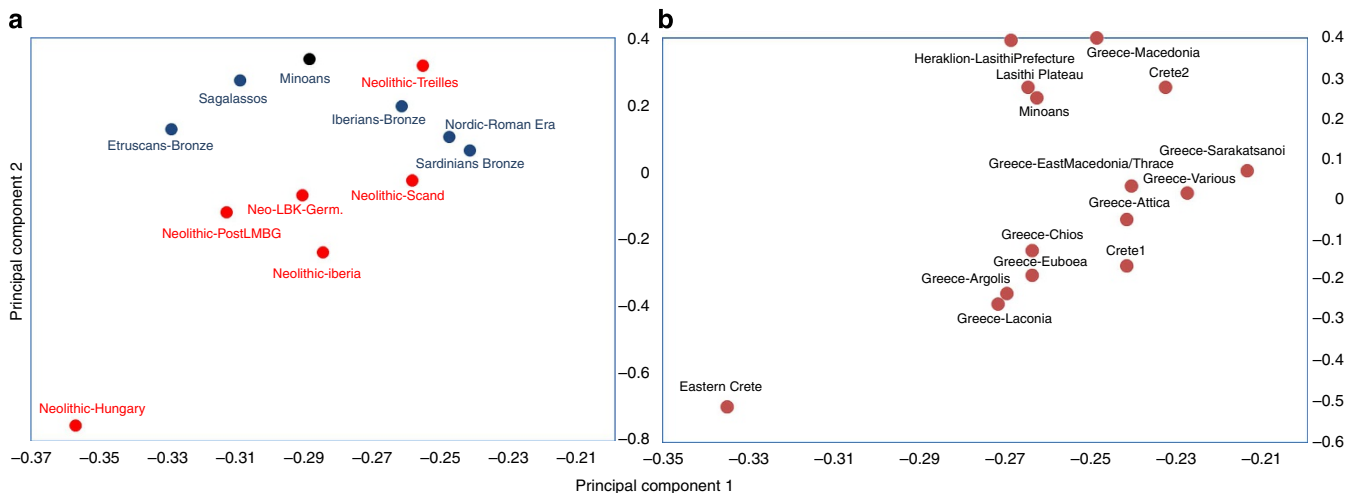 a
Principal component 2
Minoans
Neolithic-Treilles
Sagalassos
Iberians-Bronze
Nordic-Roman Era
Etruscans-Bronze
Sardinians Bronze
Neolithic-Scand
Neo-LBK-Germ.
Neolithic-PostLMBG
Neolithic-iberia
Neolithic-Hungary
0.4
0.2
0
−0.2
−0.4
−0.6
−0.8
−0.37 −0.35 −0.33 −0.31 −0.29 −0.27 −0.25 −0.23 −0.21
b
Heraklion-LasithiPrefecture
Greece-Macedonia
Lasithi Plateau
Crete2
Minoans
Greece-Sarakatsanoi
Greece-EastMacedonia/Thrace
Greece-Various
Greece-Attica
Greece-Chios
Crete1
Greece-Euboea
Greece-Argolis
Greece-Laconia
Eastern Crete
0.4
0.3
0.2
0.1
0
−0.1
−0.2
−0.3
−0.4
−0.5
−0.6
−0.35 −0.33 −0.31 −0.29 −0.27 −0.25 −0.23 −0.21
Principal component 1